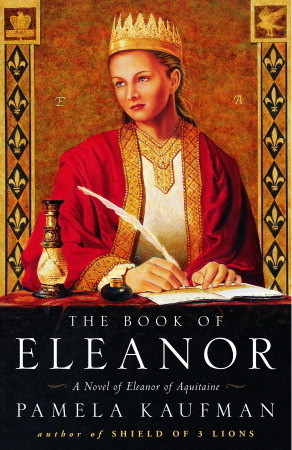 E A
THE BOOK OF
ELEANOR
A Novel of Eleanor of Aquitaine
PAMELA KAUFMAN
author of SHIELD OF 3 LIONS